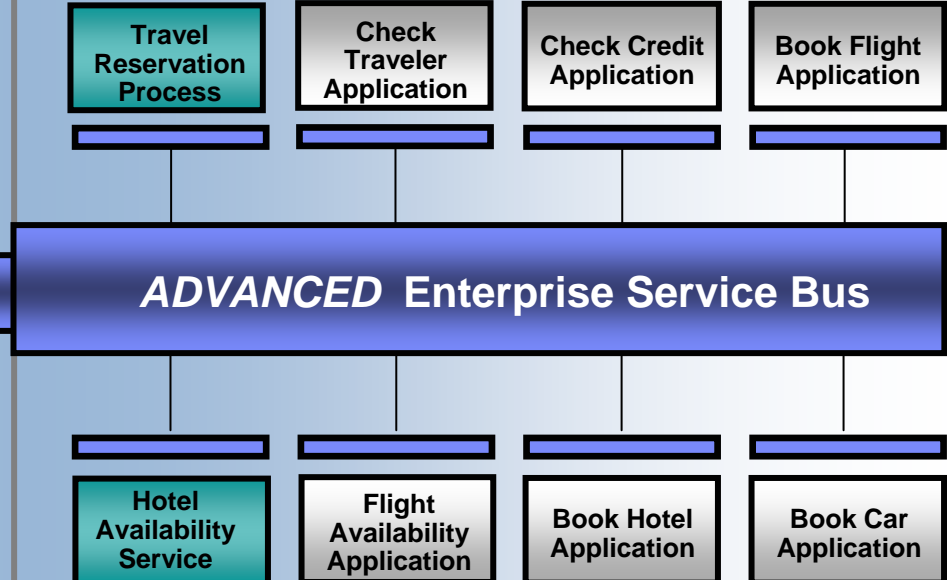 Travel
Reservation
Process
Check
Traveler
Application
Check Credit
Application
Book Flight
Application
ADVANCED Enterprise Service Bus
Hotel
Availability
Service
Flight
Availability
Application
Book Hotel
Application
Book Car
Application